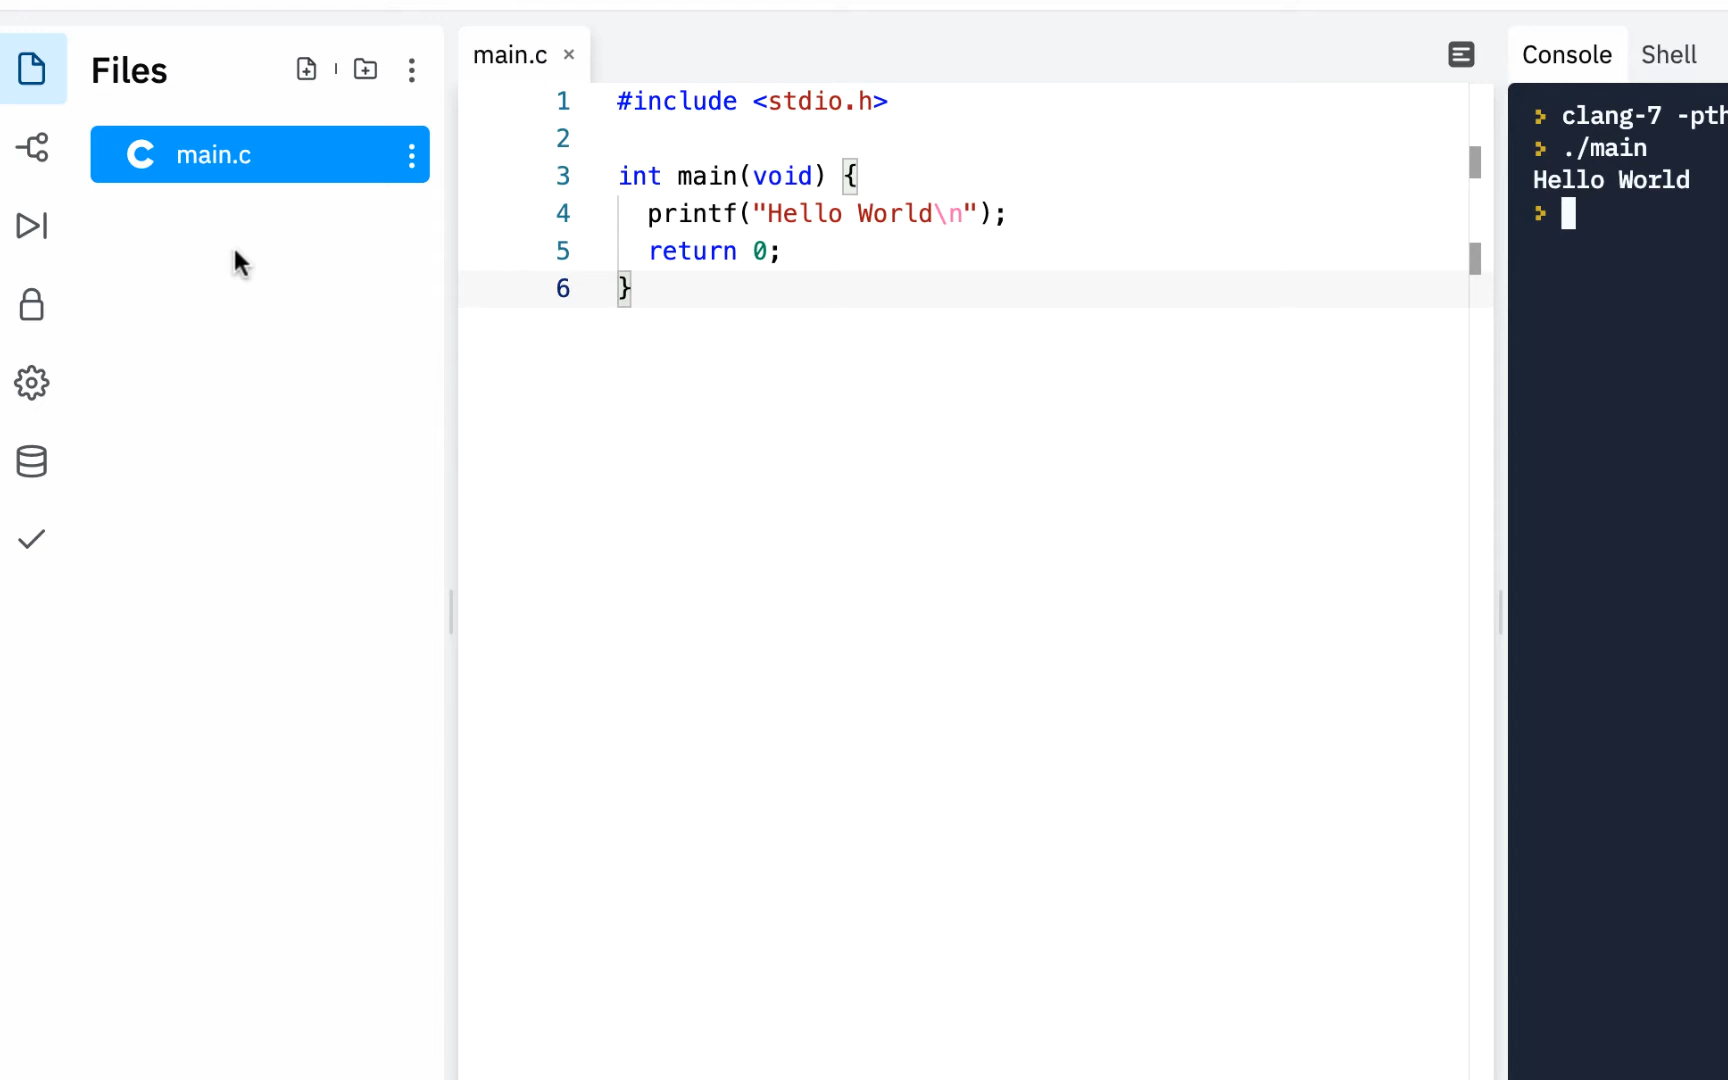 Files
main.c
main.c ×
1 #include <stdio.h>
2
3 int main(void) {
4 printf("Hello World\n");
5 return 0;
6 }
Console Shell
clang-7 -pth
./main
Hello World